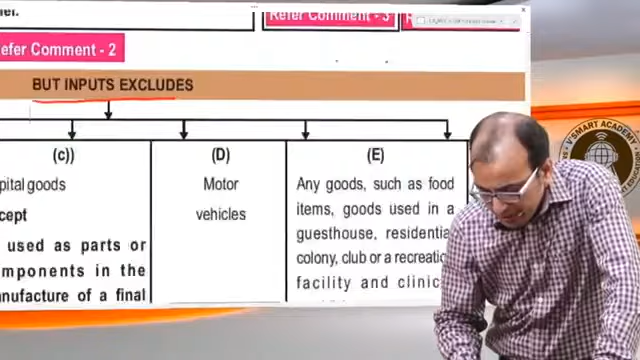 Refer Comment - 3
efer Comment - 2
BUT INPUTS EXCLUDES
(c))
pital goods
cept
used as parts or
mponents in the
nufacture of a final
(D)
Motor
vehicles
(E)
Any goods, such as food
items, goods used in a
guesthouse, residentia
colony, club or a recreatio
facility and clinic
V'SMART ACADEMY